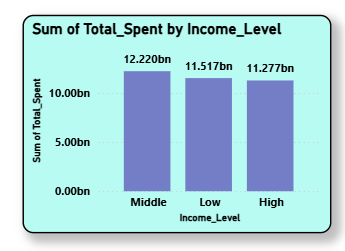 Sum of Total_Spent by Income_Level
12.220bn
11.517bn
11.277bn
Sum of Total_Spent
10.00bn
5.00bn
0.00bn
Middle
Low
High
Income_Level